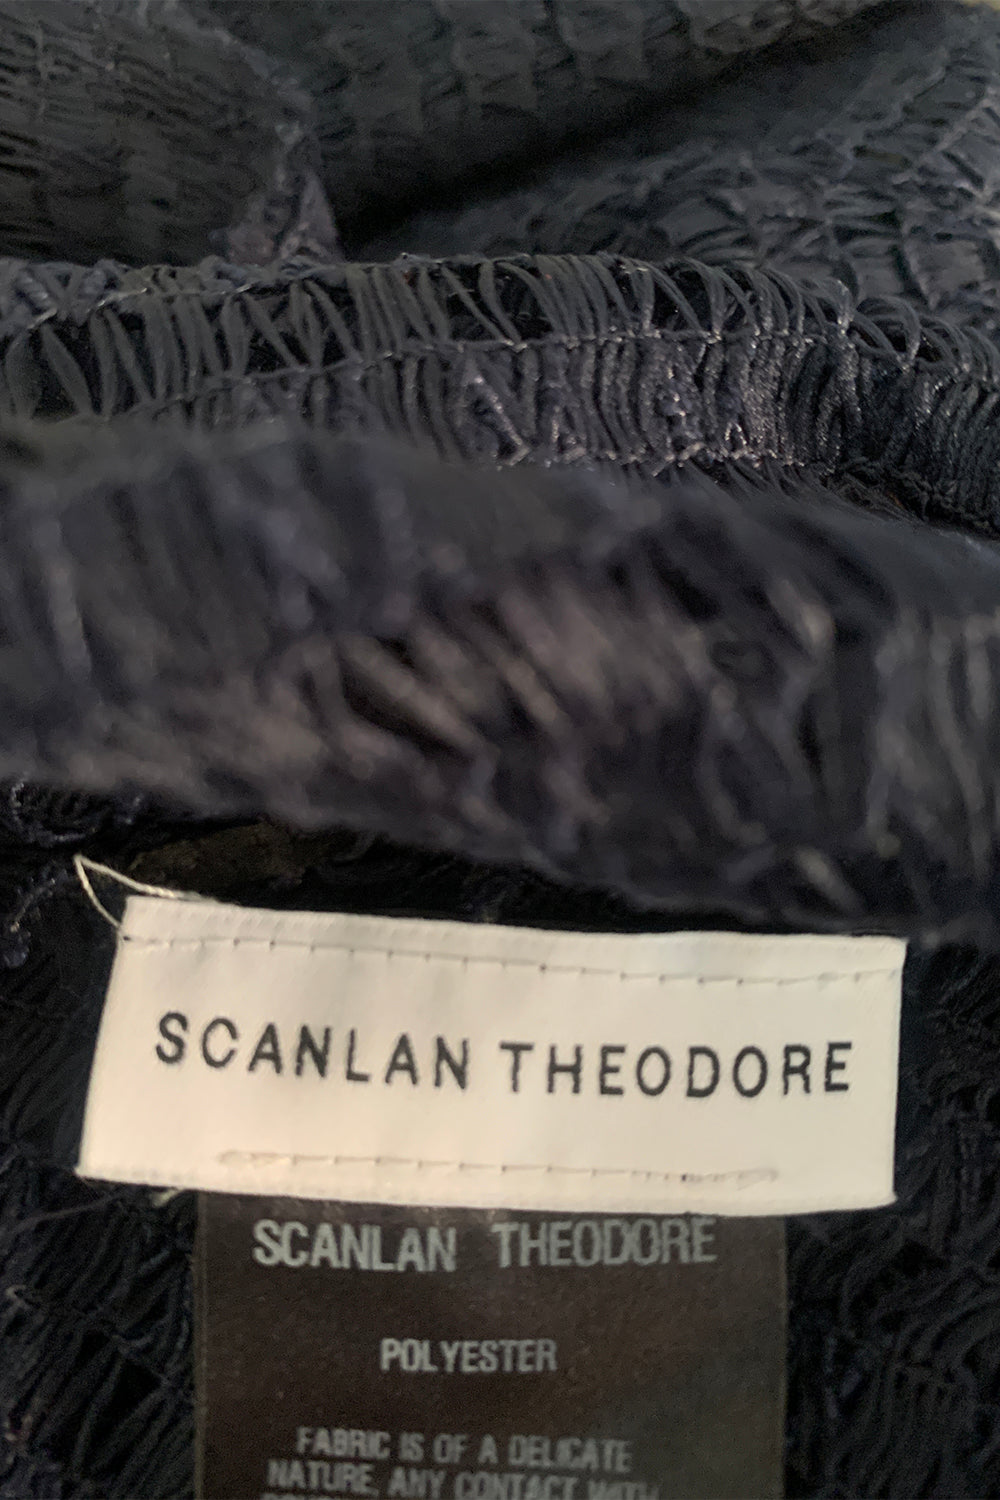 SCANLAN THEODORE
SCANLAN THEODORE
POLYESTER
FABRIC IS OF A DELICATE
NATURE. ANY CONTACT WITH